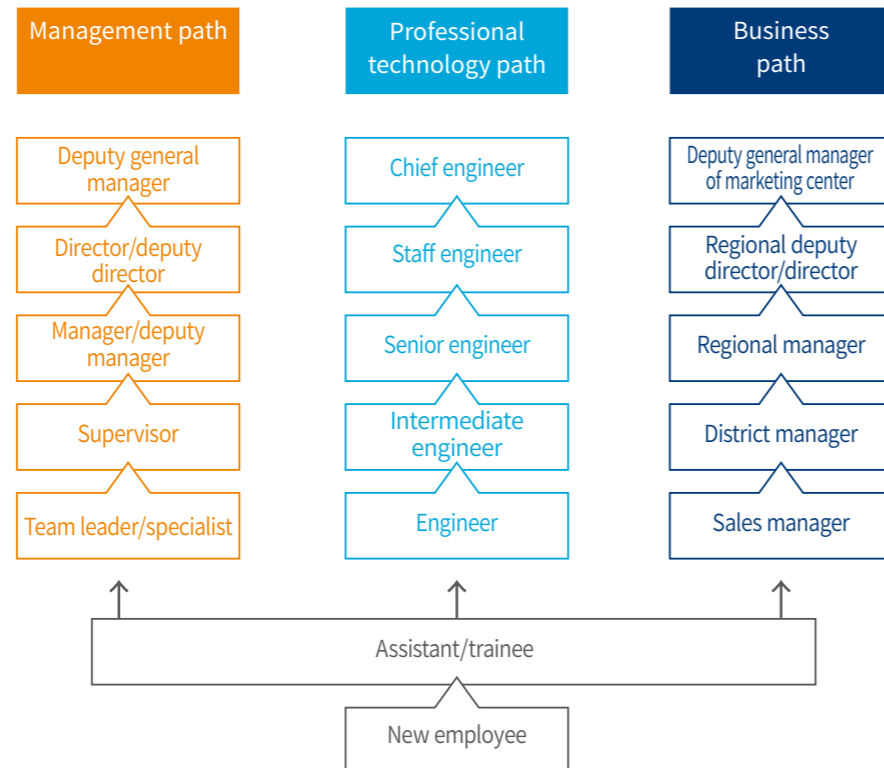 Management path
Professional
technology path
Business
path
Deputy general
manager
Chief engineer
Deputy general manager
of marketing center
Director/deputy
director
Staff engineer
Regional deputy
director/director
Manager/deputy
manager
Senior engineer
Regional manager
Supervisor
Intermediate
engineer
District manager
Team leader/specialist
Engineer
Sales manager
Assistant/trainee
New employee